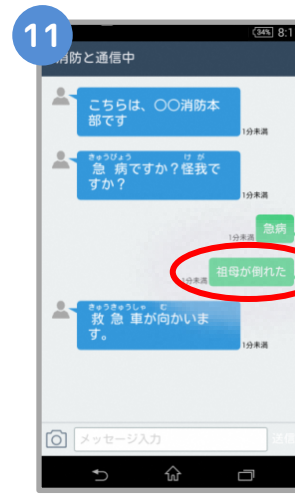 11
34% 8:1
消防と通信中
こちらは、〇〇消防本
部です
1分未満
きゅうびょう けが
急病ですか？怪我で
すか？
1分未満
急病
1分未満
祖母が倒れた
1分未満
きゅうきゅうしゃ む
救急車が向かいま
す。
1分未満
メッセージ入力
送信